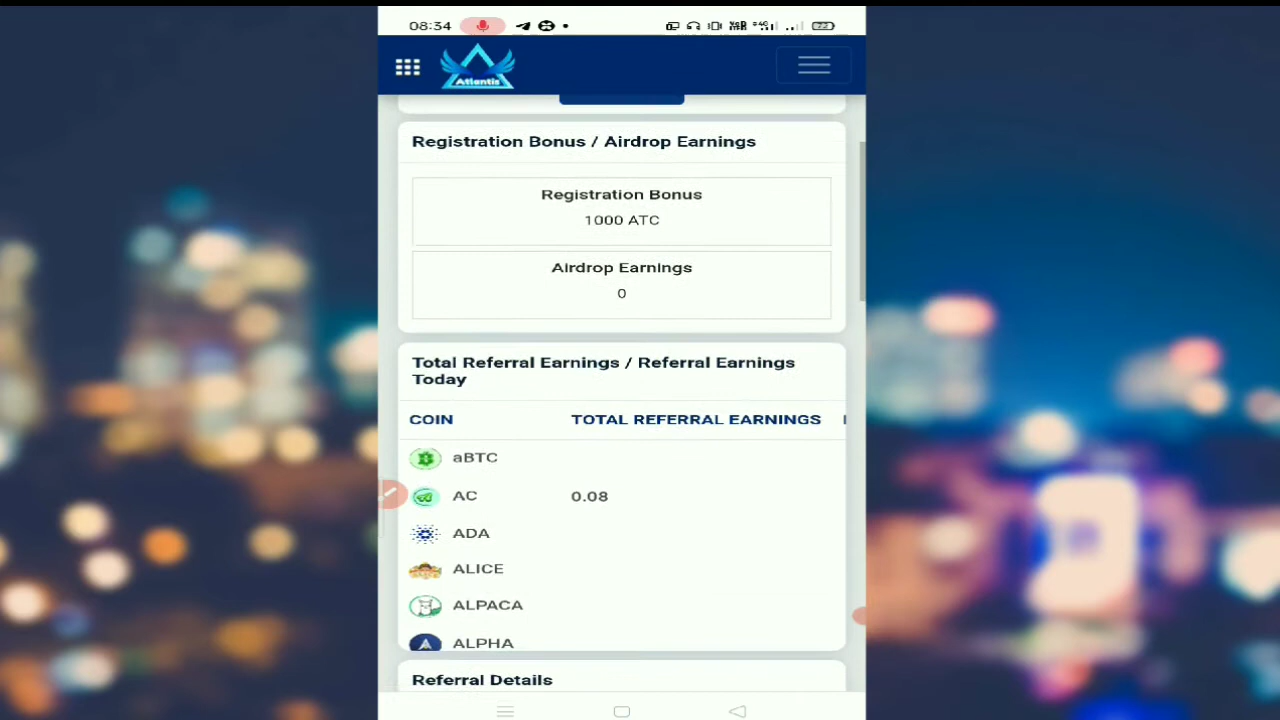 08:34
Atlantis
Registration Bonus / Airdrop Earnings
Registration Bonus
1000 ATC
Airdrop Earnings
0
Total Referral Earnings / Referral Earnings
Today
COIN TOTAL REFERRAL EARNINGS
aBTC
AC 0.08
ADA
ALICE
ALPACA
ALPHA
Referral Details